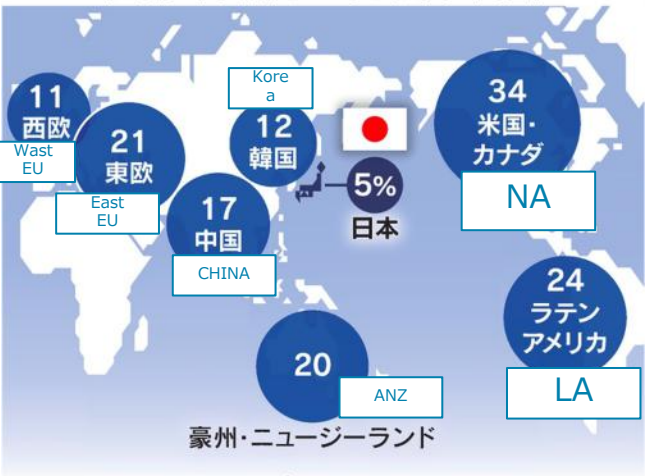 11
西欧
Wast
EU
21
東欧
East
EU
Kore
a
12
韓国
17
中国
CHINA
5%
日本
34
米国・
カナダ
NA
24
ラテン
アメリカ
LA
20
ANZ
豪州・ニュージーランド